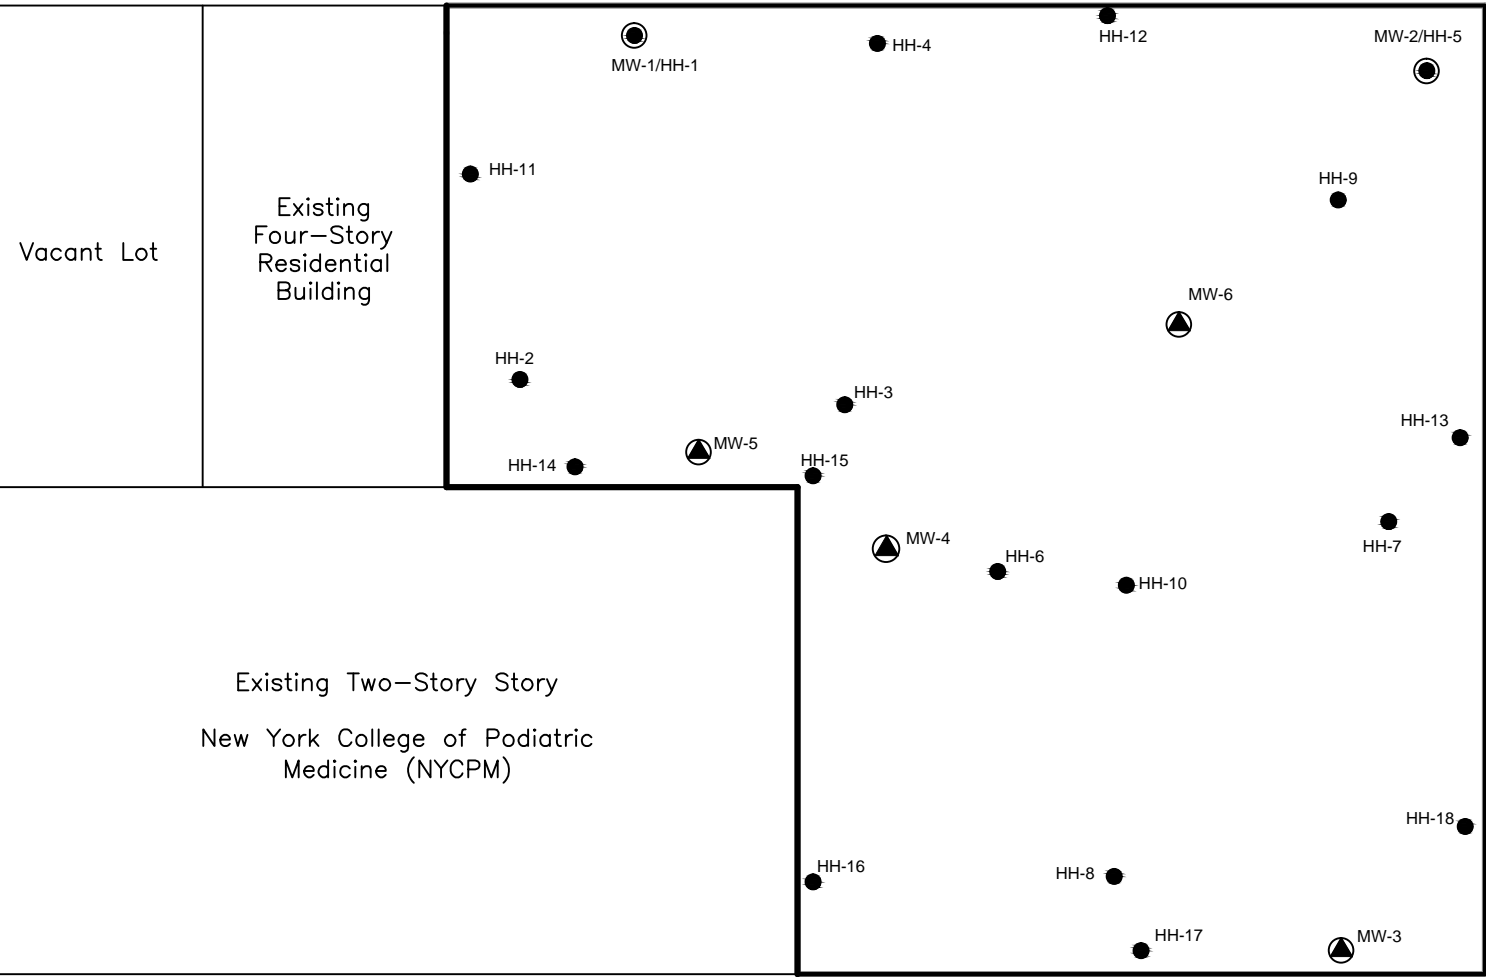 HH-12
MW-2/HH-5
HH-4
MW-1/HH-1
HH-11
HH-9
Vacant Lot
Existing
Four-Story
Residential
Building
MW-6
HH-2
HH-3
HH-13
MW-5
HH-15
HH-14
MW-4
HH-7
HH-6
HH-10
Existing Two-Story Story
New York College of Podiatric
Medicine (NYCPM)
HH-18
HH-16
HH-8
HH-17
MW-3